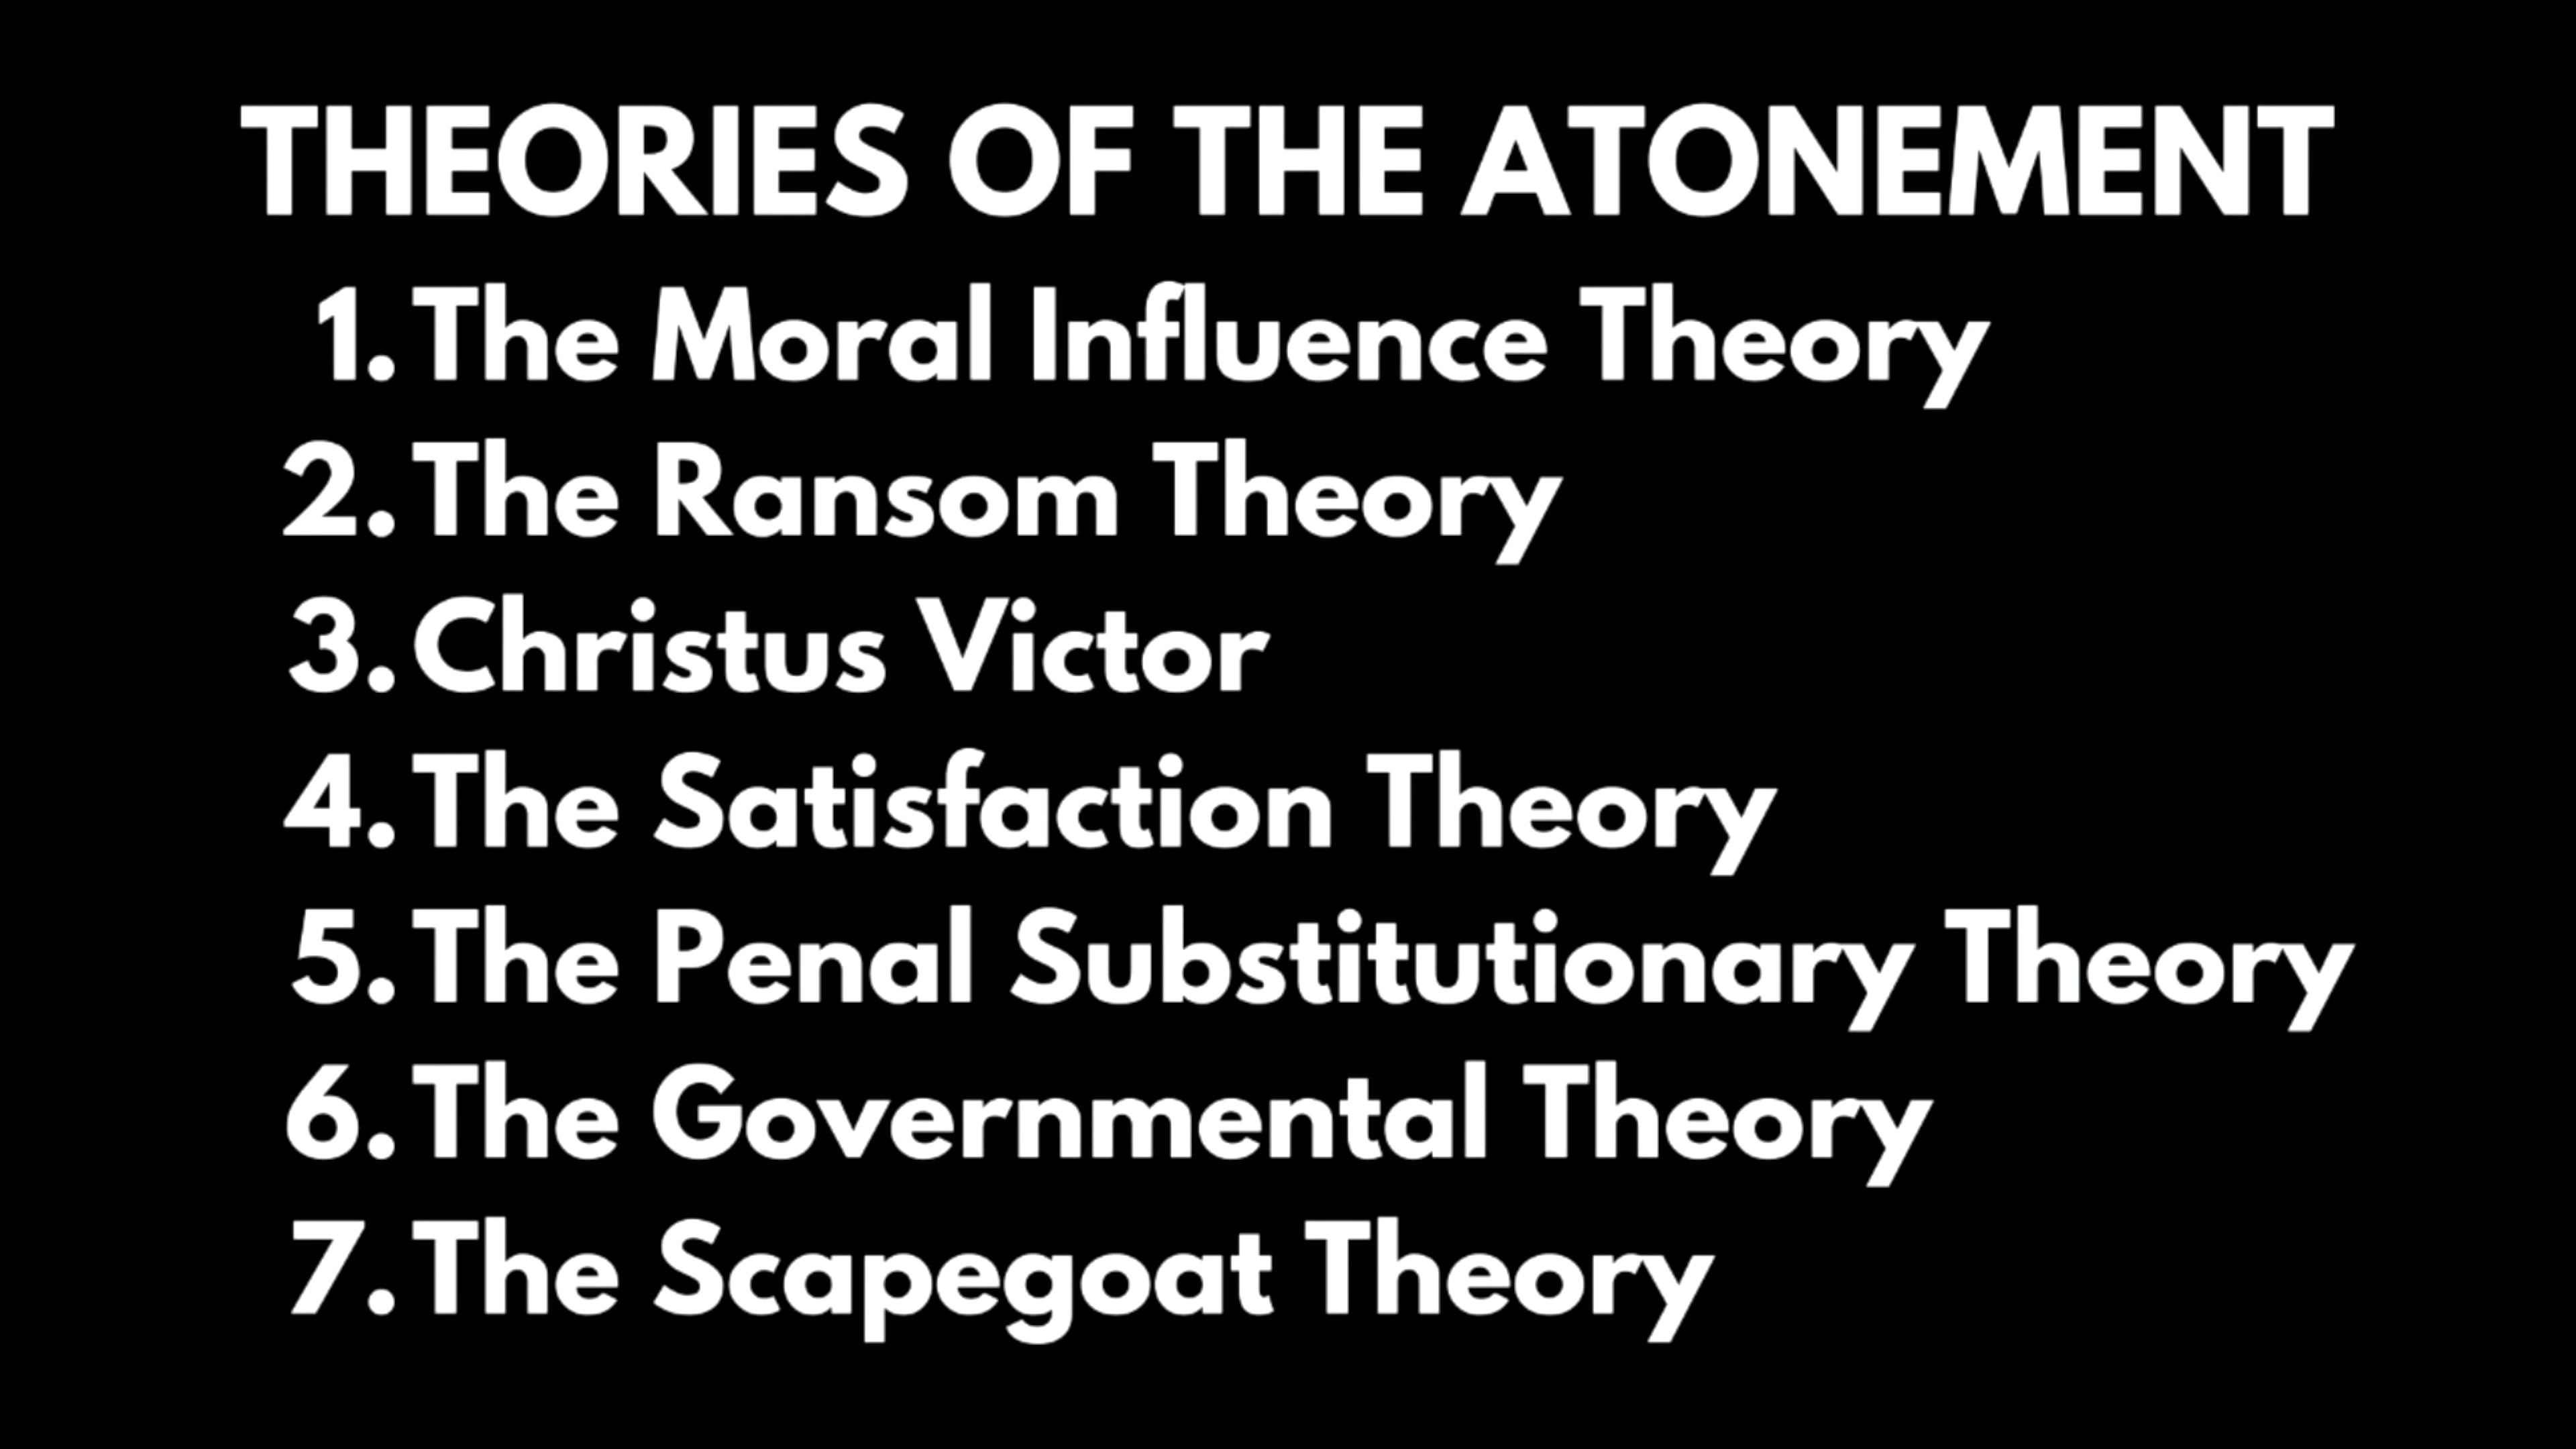 THEORIES OF THE ATONEMENT
1. The Moral Influence Theory
2. The Ransom Theory
3. Christus Victor
4. The Satisfaction Theory
5. The Penal Substitutionary Theory
6. The Governmental Theory
7. The Scapegoat Theory